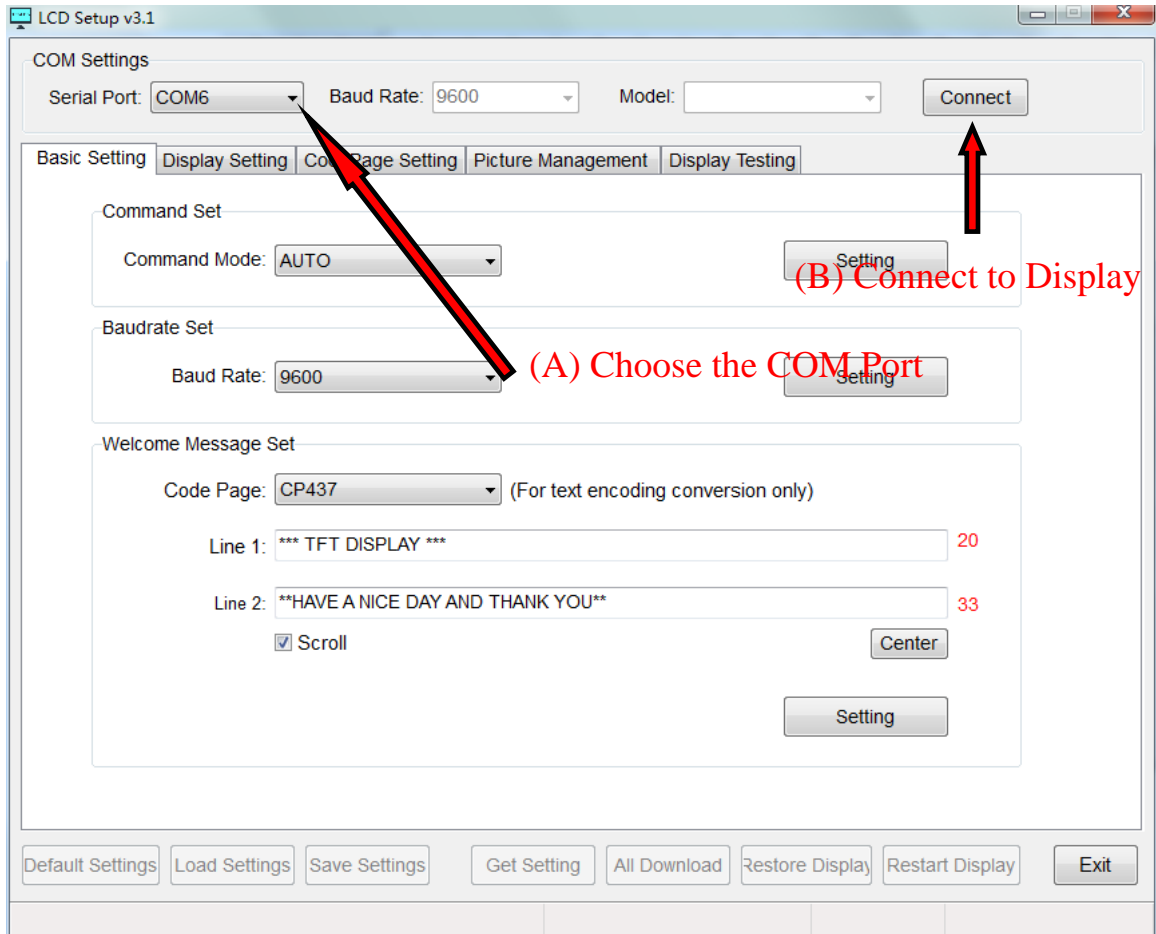 LCD Setup v3.1
COM Settings
Serial Port: COM6 Baud Rate: 9600 Model: Connect
Basic Setting Display Setting Code Page Setting Picture Management Display Testing
Command Set
Command Mode: AUTO Setting
(B) Connect to Display
Baudrate Set
(A) Choose the COM Port
Baud Rate: 9600 Setting
Welcome Message Set
Code Page: CP437 (For text encoding conversion only)
Line 1: *** TFT DISPLAY *** 20
Line 2: **HAVE A NICE DAY AND THANK YOU** 33
Scroll Center
Setting
Default Settings Load Settings Save Settings Get Setting All Download Restore Display Restart Display Exit